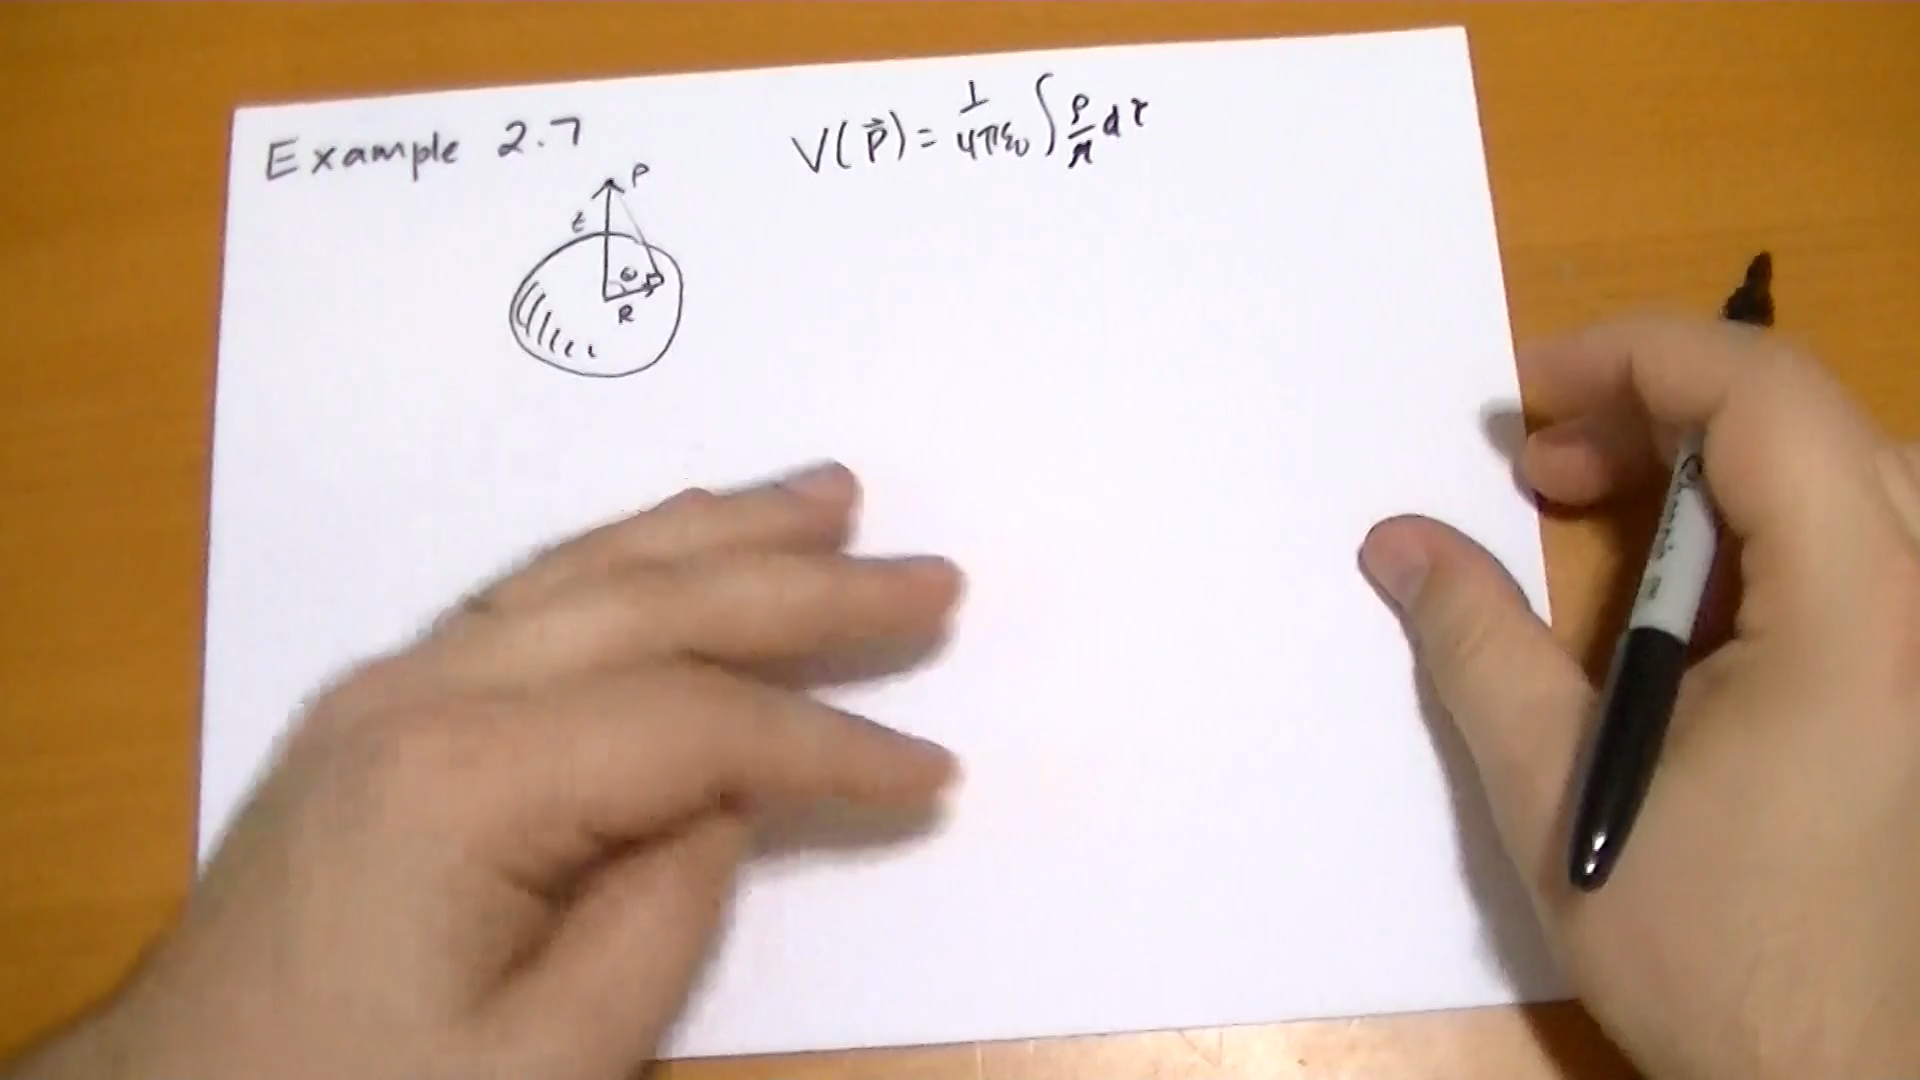 Example 2.7
V(P⃗) = 1/4πε₀ ∫ ρ/𝓇 dτ
P
z
θ
R